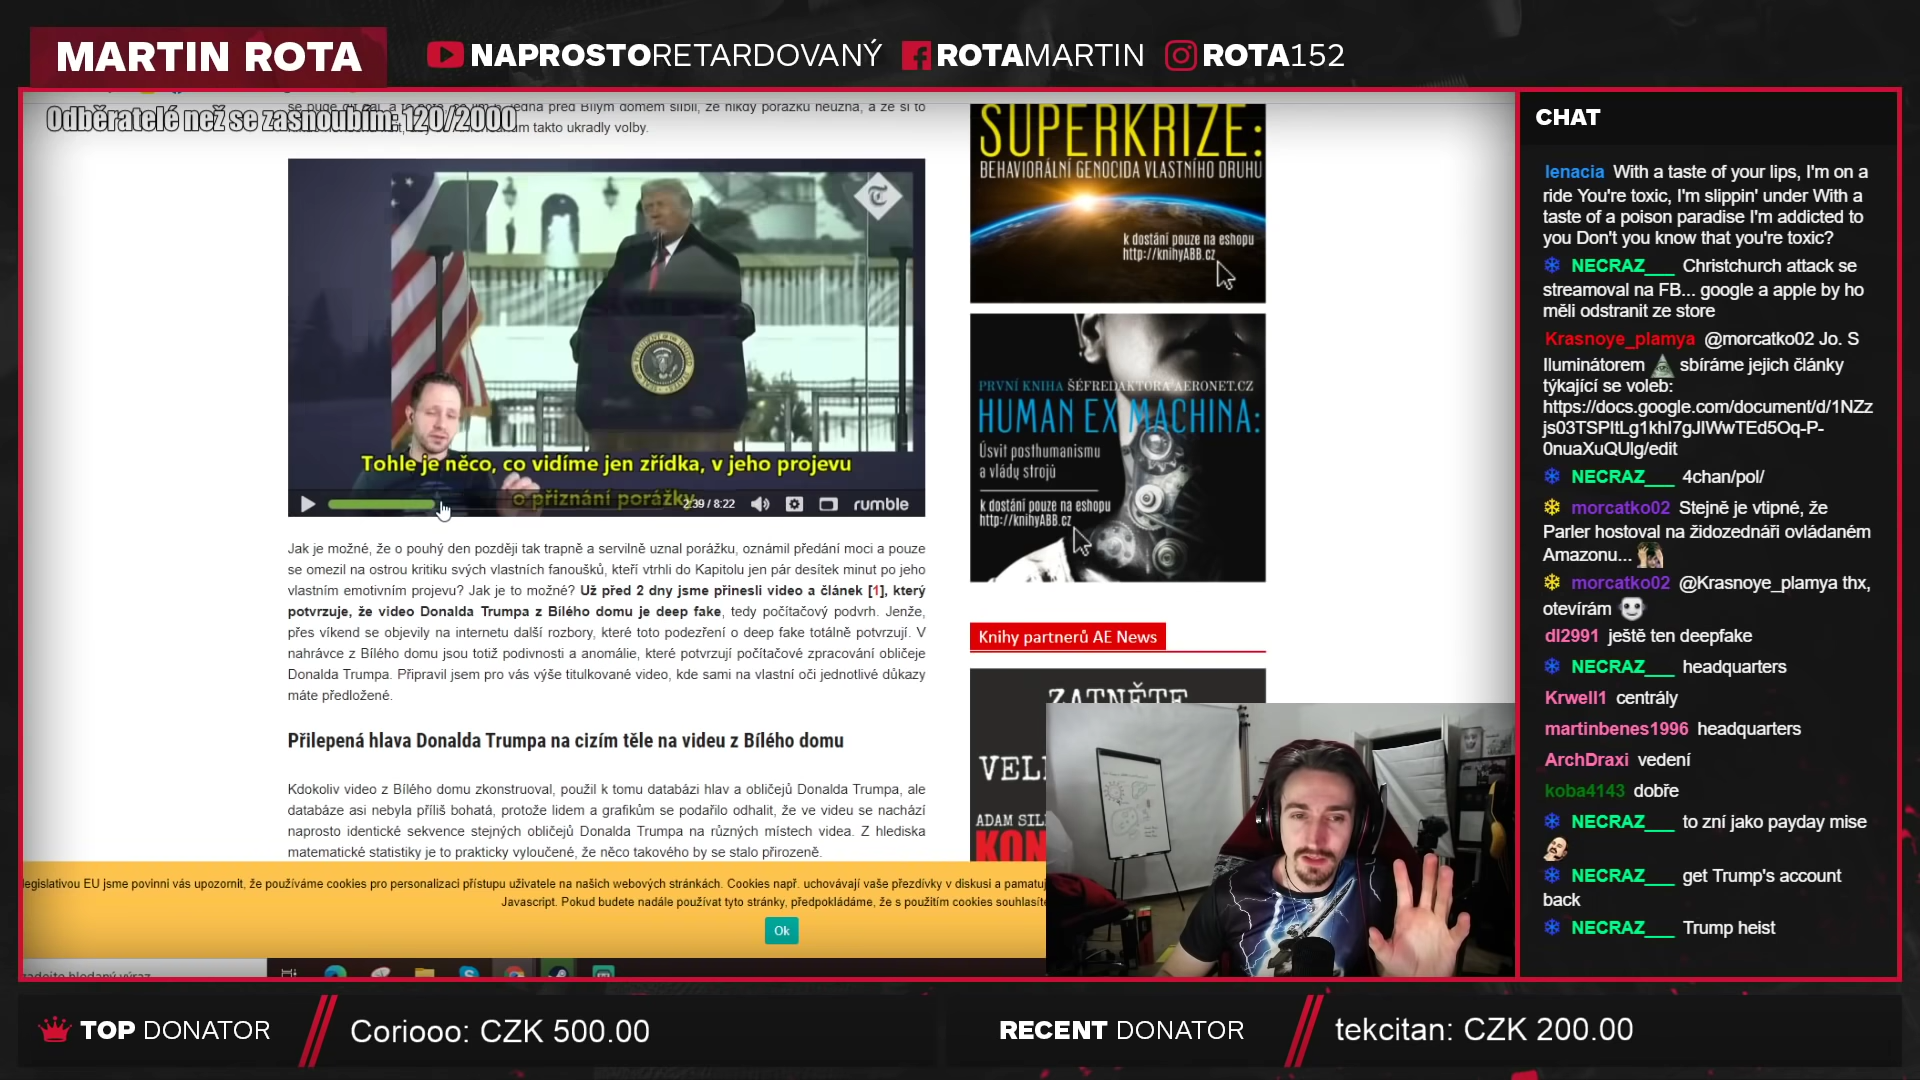 MARTIN ROTA
NAPROSTORETARDOVANÝ
ROTAMARTIN
ROTA152
Odběratelé než se zasnoubím: 120/2000
takto ukradly volby.
Tohle je něco, co vidíme jen zřídka, v jeho projevu
o přiznání porážky
2:39 / 8:22
rumble
Jak je možné, že o pouhý den později tak trapně a servilně uznal porážku, oznámil předání moci a pouze
se omezil na ostrou kritiku svých vlastních fanoušků, kteří vtrhli do Kapitolu jen pár desítek minut po jeho
vlastním emotivním projevu? Jak je to možné? Už před 2 dny jsme přinesli video a článek [1], který
potvrzuje, že video Donalda Trumpa z Bílého domu je deep fake, tedy počítačový podvrh. Jenže,
přes víkend se objevily na internetu další rozbory, které toto podezření o deep fake totálně potvrzují. V
nahrávce z Bílého domu jsou totiž podivnosti a anomálie, které potvrzují počítačové zpracování obličeje
Donalda Trumpa. Připravil jsem pro vás výše titulkované video, kde sami na vlastní oči jednotlivé důkazy
máte předložené.
Přilepená hlava Donalda Trumpa na cizím těle na videu z Bílého domu
Kdokoliv video z Bílého domu zkonstruoval, použil k tomu databázi hlav a obličejů Donalda Trumpa, ale
databáze asi nebyla příliš bohatá, protože lidem a grafikům se podařilo odhalit, že ve videu se nachází
naprosto identické sekvence stejných obličejů Donalda Trumpa na různých místech videa. Z hlediska
matematické statistiky je to prakticky vyloučené, že něco takového by se stalo přirozeně.
legislativou EU jsme povinni vás upozornit, že používáme cookies pro personalizaci přístupu uživatele na našich webových stránkách. Cookies např. uchovávají vaše přezdívky v diskusi a pamatuj
Javascript. Pokud budete nadále používat tyto stránky, předpokládáme, že s použitím cookies souhlasíte
Ok
zadejte hledaný výraz
SUPERKRIZE:
BEHAVIORÁLNÍ GENOCIDA VLASTNÍHO DRUHU
k dostání pouze na eshopu
http://knihyABB.cz
PRVNÍ KNIHA ŠÉFREDAKTORA AERONET.CZ
HUMAN EX MACHINA:
Úsvit posthumanismu
a vlády strojů
k dostání pouze na eshopu
http://knihyABB.cz
Knihy partnerů AE News
ZATNĚTE
VEL
ADAM SIL
KON
CHAT
lenacia With a taste of your lips, I'm on a
ride You're toxic, I'm slippin' under With a
taste of a poison paradise I'm addicted to
you Don't you know that you're toxic?
NECRAZ___ Christchurch attack se
streamoval na FB... google a apple by ho
měli odstranit ze store
Krasnoye_plamya @morcatko02 Jo. S
Iluminátorem sbíráme jejich články
týkající se voleb:
https://docs.google.com/document/d/1NZz
js03TSPItLg1khI7gJIWwTEd5Oq-P-
0nuaXuQUlg/edit
NECRAZ___ 4chan/pol/
morcatko02 Stejně je vtipné, že
Parler hostoval na židozednáři ovládaném
Amazonu...
morcatko02 @Krasnoye_plamya thx,
otevírám
dl2991 ještě ten deepfake
NECRAZ___ headquarters
Krwell1 centrály
martinbenes1996 headquarters
ArchDraxi vedení
koba4143 dobře
NECRAZ___ to zní jako payday mise
NECRAZ___ get Trump's account
back
NECRAZ___ Trump heist
TOP DONATOR
Coriooo: CZK 500.00
RECENT DONATOR
tekcitan: CZK 200.00